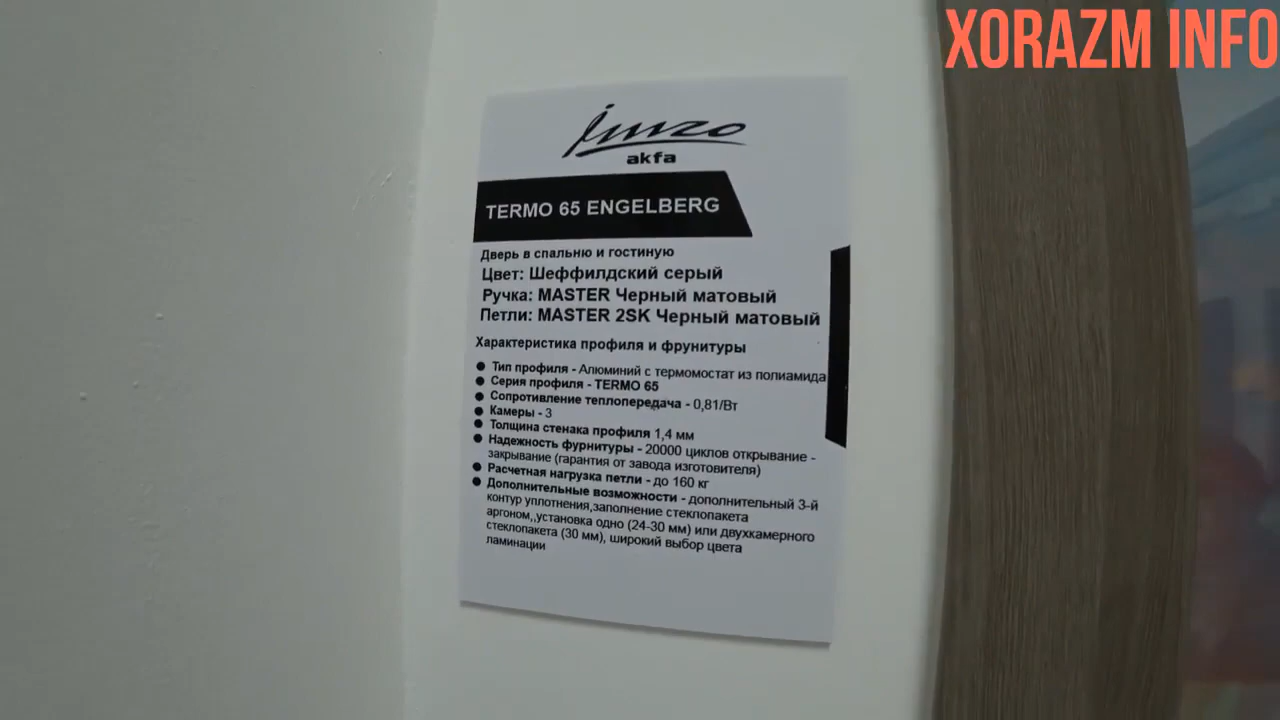 XORAZM INFO
imzo
akfa
TERMO 65 ENGELBERG
Дверь в спальню и гостиную
Цвет: Шеффилдский серый
Ручка: MASTER Черный матовый
Петли: MASTER 2SK Черный матовый
Характеристика профиля и фрунитуры
● Тип профиля - Алюминий с термомостат из полиамида
● Серия профиля - TERMO 65
● Сопротивление теплопередача - 0,81/Вт
● Камеры - 3
● Толщина стенака профиля 1,4 мм
● Надежность фурнитуры - 20000 циклов открывание -
закрывание (гарантия от завода изготовителя)
● Расчетная нагрузка петли - до 160 кг
● Дополнительные возможности - дополнительный 3-й
контур уплотнения,заполнение стеклопакета
аргоном,,установка одно (24-30 мм) или двухкамерного
стеклопакета (30 мм), широкий выбор цвета
ламинации